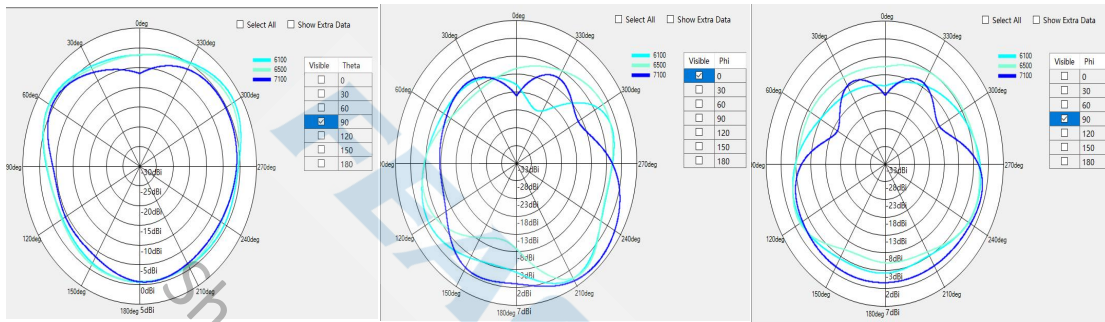 Select All Show Extra Data
0deg
30deg 330deg
60deg 300deg
90deg 270deg
120deg 240deg
150deg 210deg
180deg
6100
6500
7100
Visible Theta
0
30
60
90
120
150
180
-30dBi
-25dBi
-20dBi
-15dBi
-10dBi
-5dBi
0dBi
5dBi
Select All Show Extra Data
0deg
30deg 330deg
60deg 300deg
0deg 270deg
120deg 240deg
150deg 210deg
180deg
6100
6500
7100
Visible Phi
0
30
60
90
120
150
180
-33dBi
-28dBi
-23dBi
-18dBi
-13dBi
-8dBi
-3dBi
2dBi
7dBi
Select All Show Extra Data
0deg
30deg 330deg
60deg 300deg
0deg 270deg
120deg 240deg
150deg 210deg
180deg
6100
6500
7100
Visible Phi
0
30
60
90
120
150
180
-33dBi
-28dBi
-23dBi
-18dBi
-13dBi
-8dBi
-3dBi
2dBi
7dBi
Sh